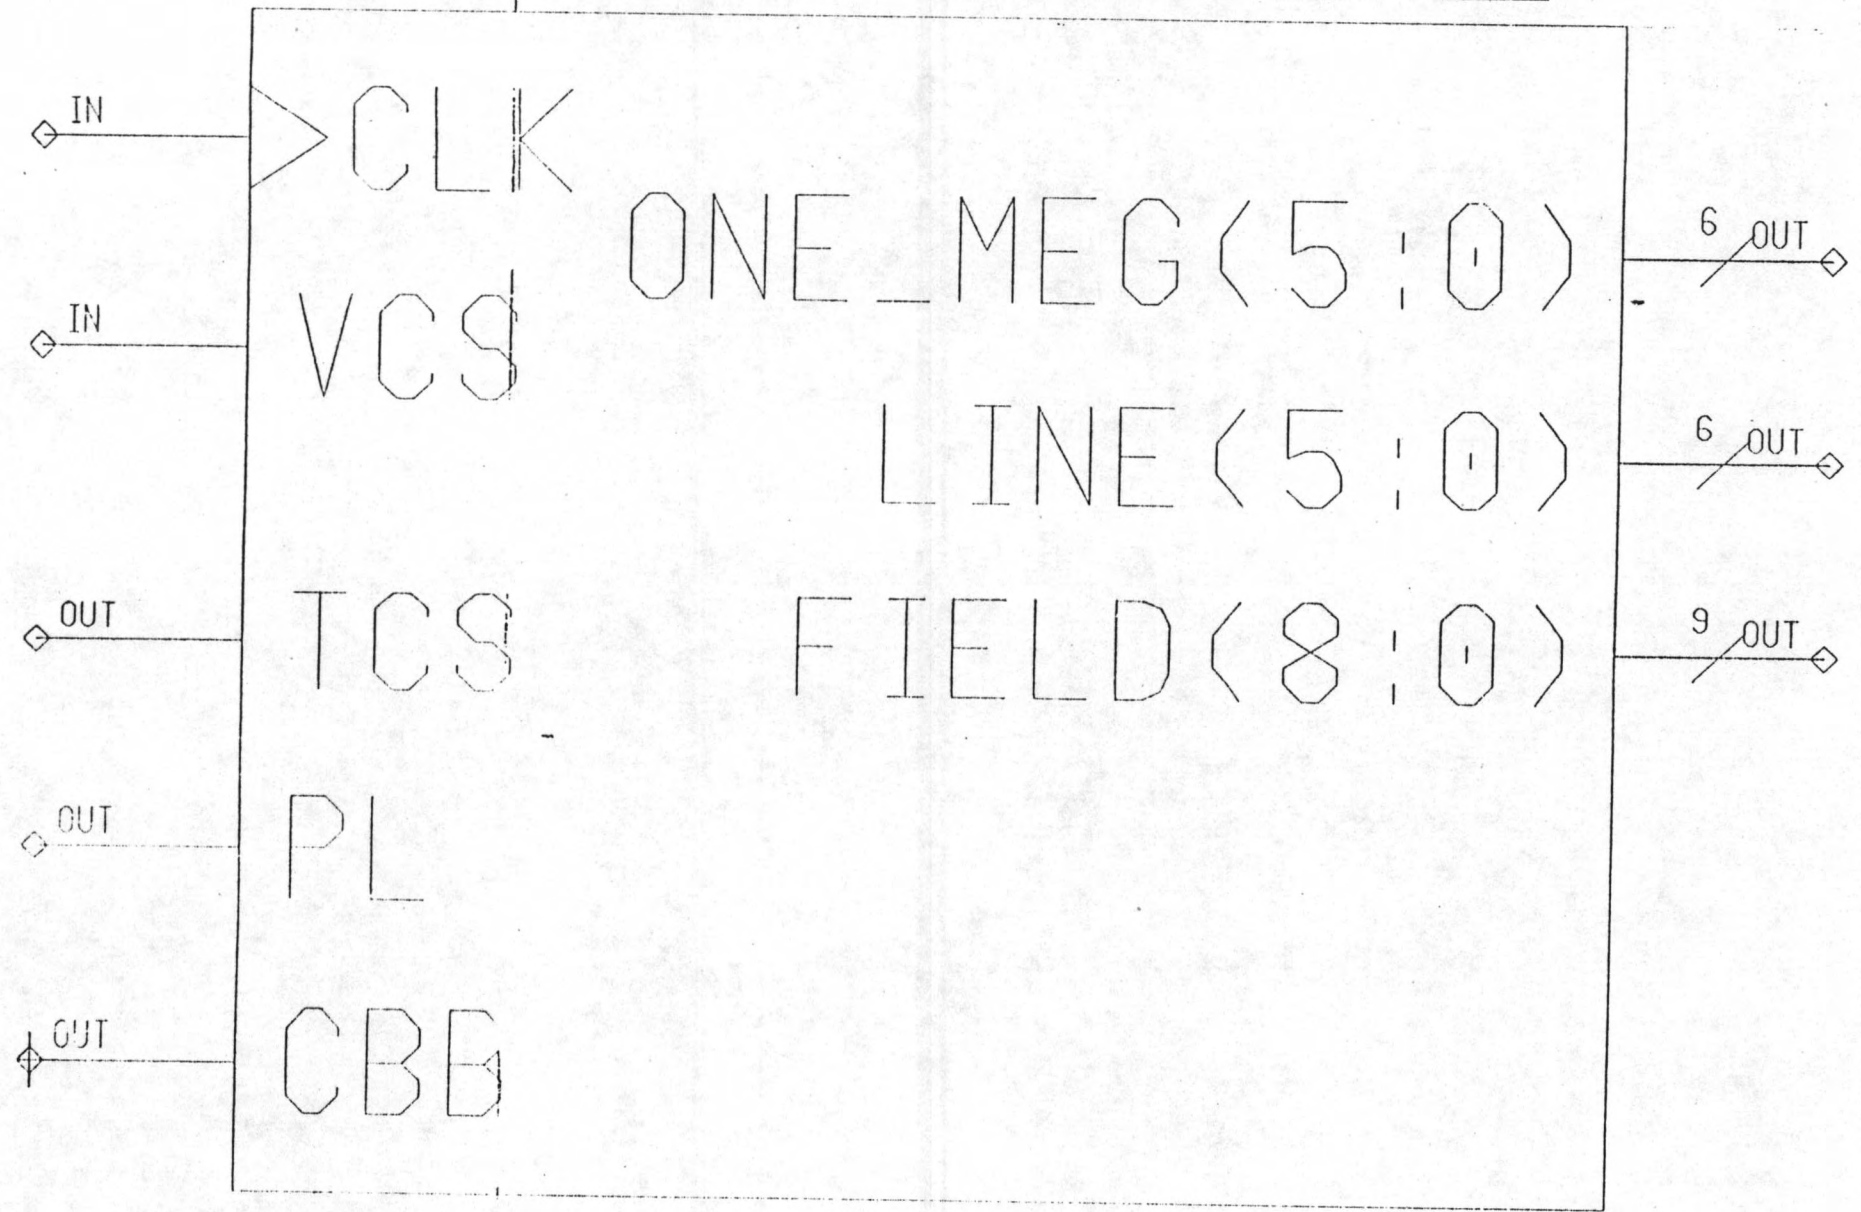 IN >CLK
ONE_MEG(5:0) 6 OUT
IN VCS
LINE(5:0) 6 OUT
OUT TCS FIELD(8:0) 9 OUT
OUT PL
OUT CBB